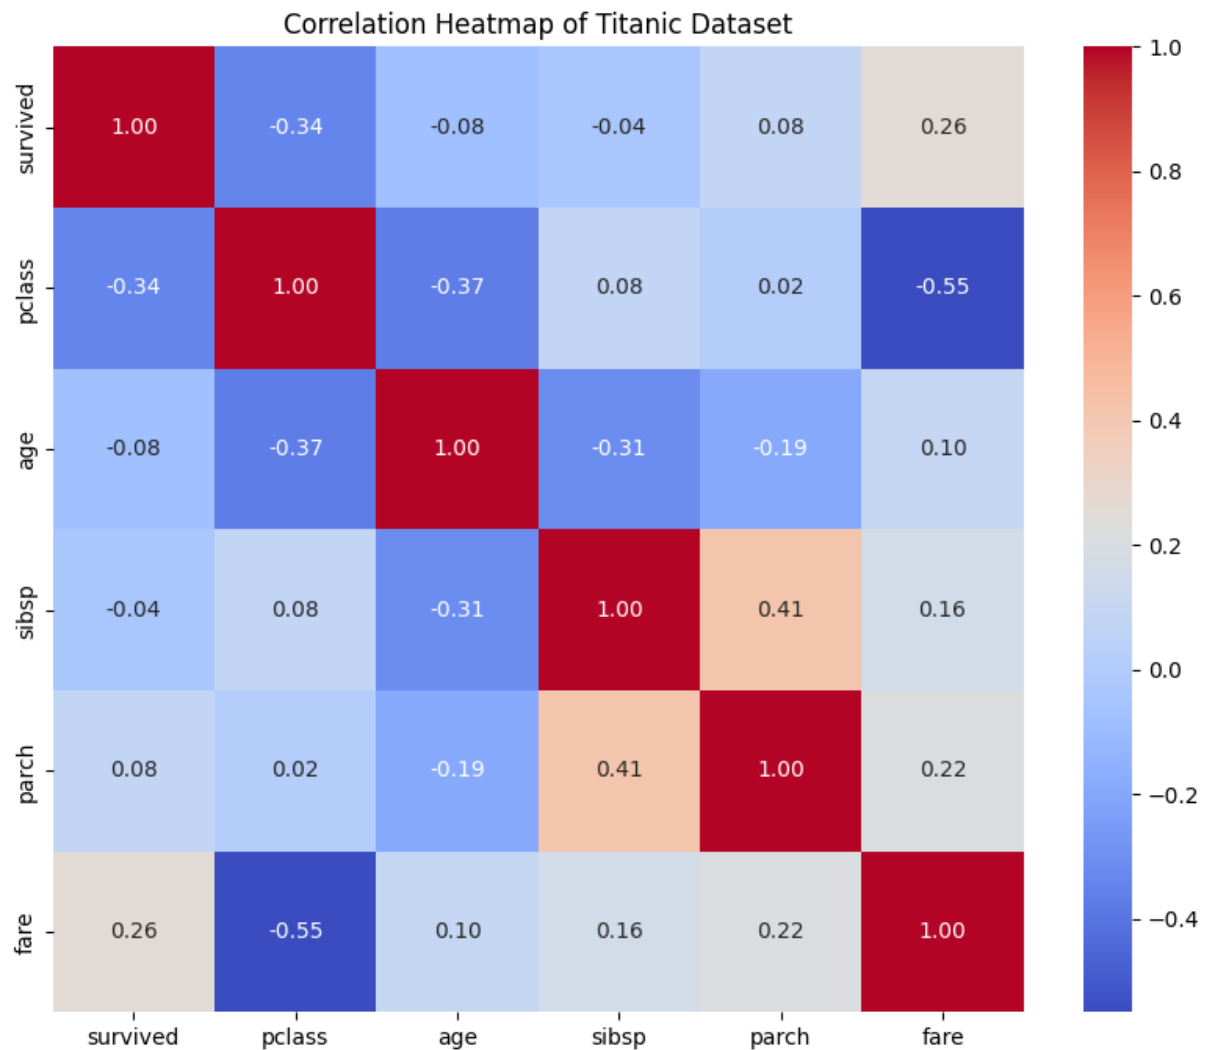 Correlation Heatmap of Titanic Dataset
survived 1.00 -0.34 -0.08 -0.04 0.08 0.26
pclass -0.34 1.00 -0.37 0.08 0.02 -0.55
age -0.08 -0.37 1.00 -0.31 -0.19 0.10
sibsp -0.04 0.08 -0.31 1.00 0.41 0.16
parch 0.08 0.02 -0.19 0.41 1.00 0.22
fare 0.26 -0.55 0.10 0.16 0.22 1.00
survived pclass age sibsp parch fare
1.0
0.8
0.6
0.4
0.2
0.0
−0.2
−0.4